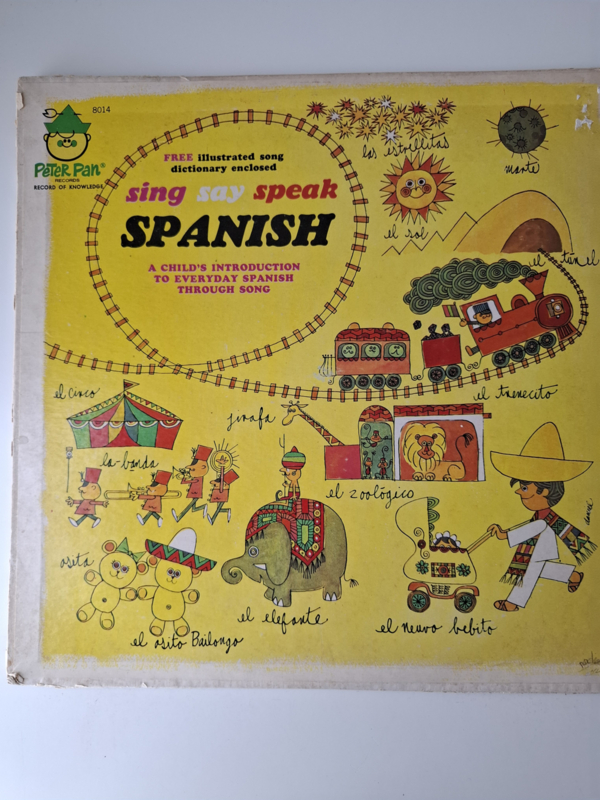 8014
Peter Pan®
RECORDS
RECORD OF KNOWLEDGE
FREE illustrated song
dictionary enclosed
sing say speak
SPANISH
A CHILD'S INTRODUCTION
TO EVERYDAY SPANISH
THROUGH SONG
las estrellitas
marte
el sol
el túnel
el trenecito
el circo
jirafa
la banda
el zoológico
osita
el elefante
el nuevo bebito
el osito Bailongo